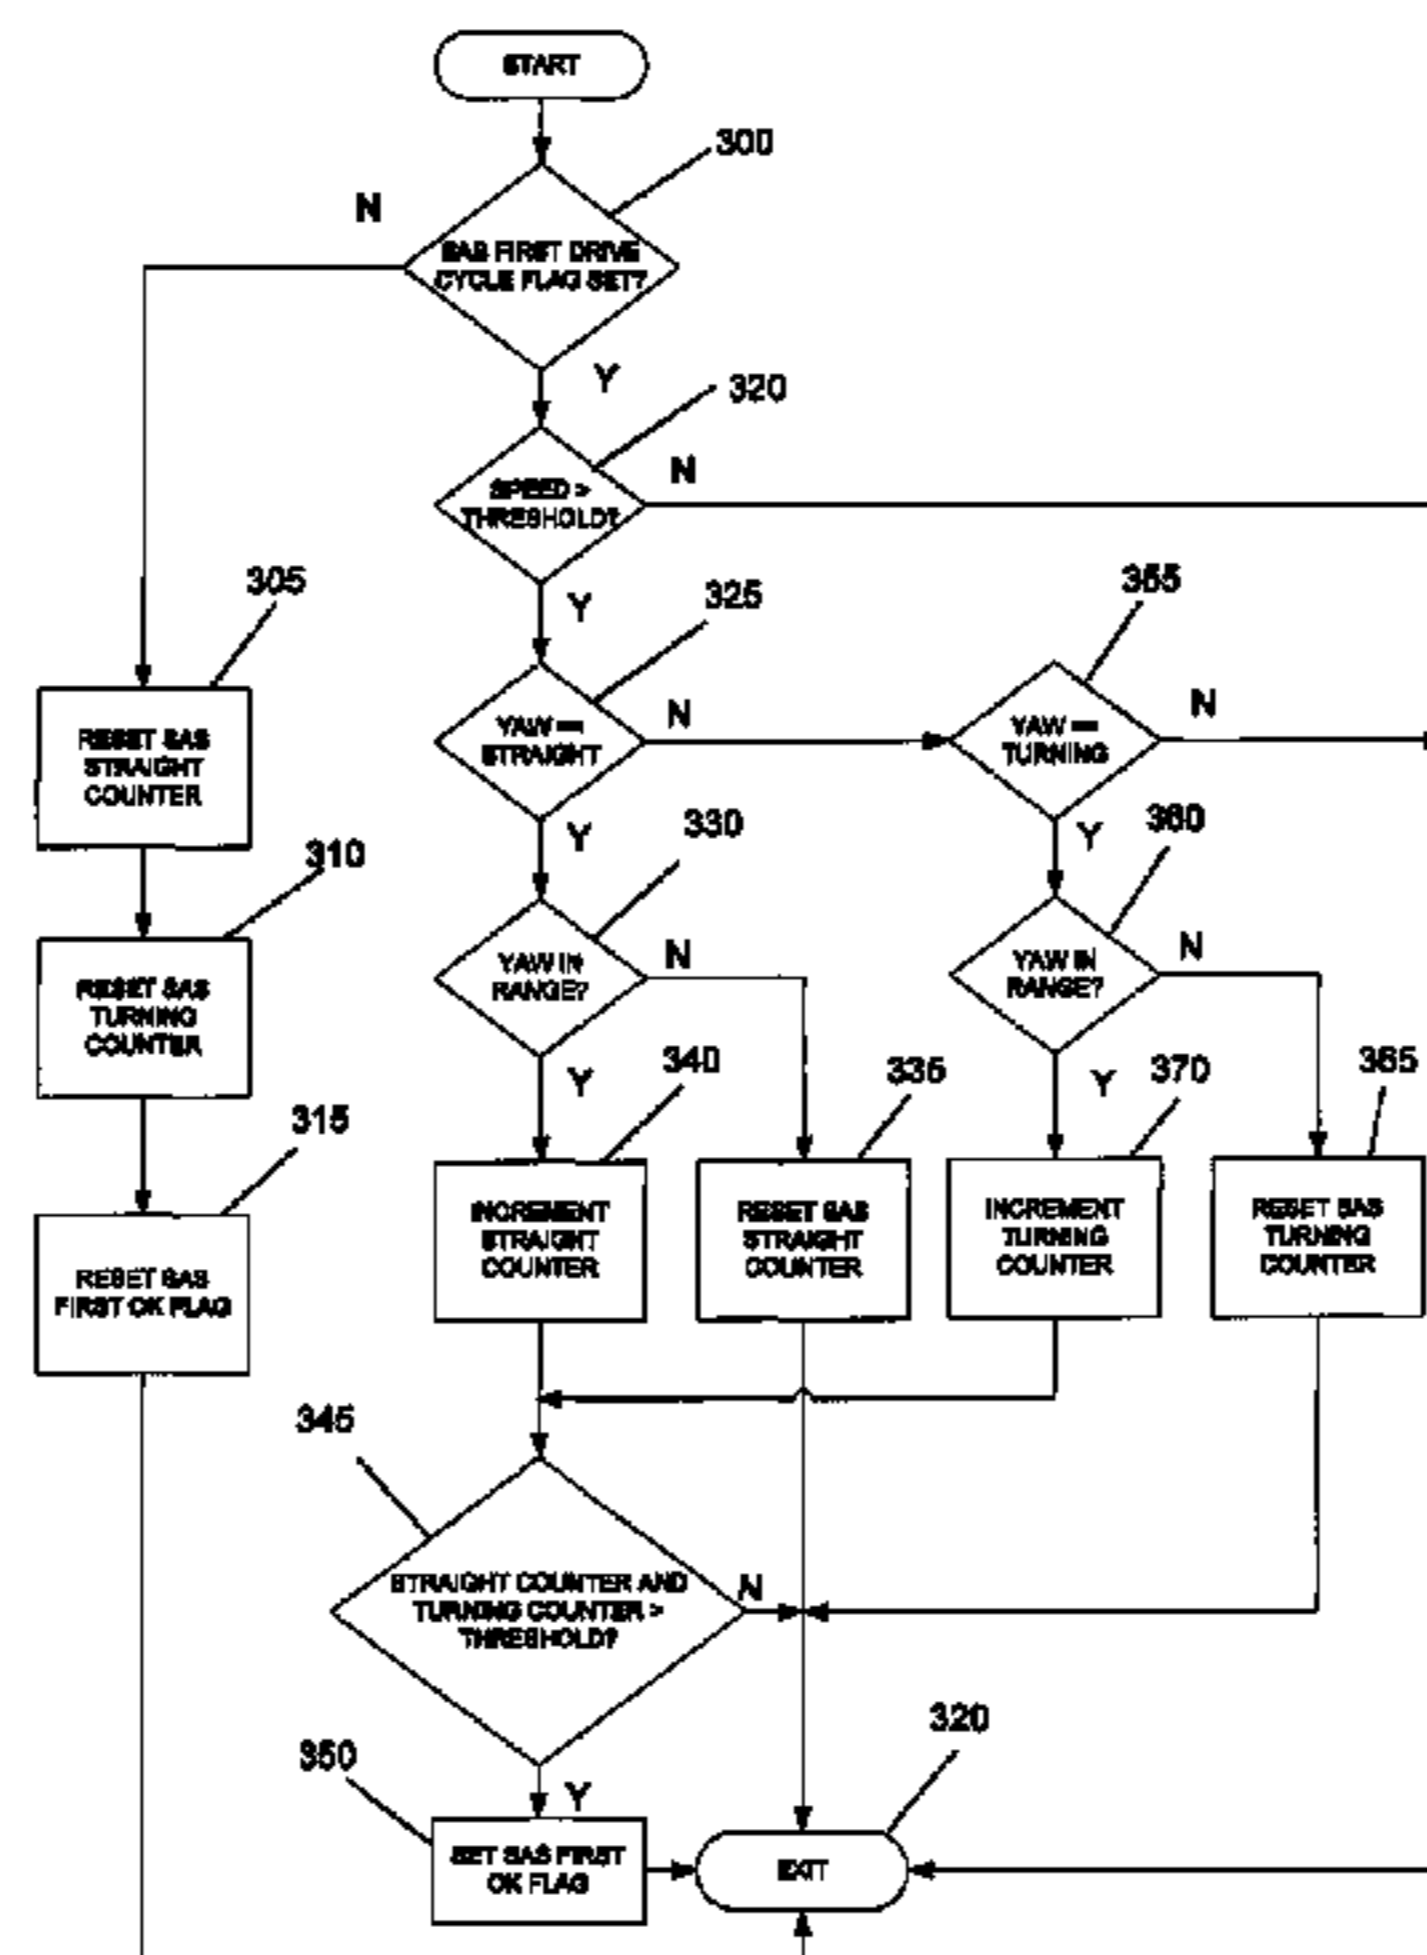 START
300
N
SAS FIRST DRIVE
CYCLE FLAG SET?
Y
320
SPEED >
THRESHOLD?
N
305
Y
325
355
RESET SAS
STRAIGHT
COUNTER
YAW ==
STRAIGHT
N
YAW ==
TURNING
N
310
Y
330
Y
360
RESET SAS
TURNING
COUNTER
YAW IN
RANGE?
N
YAW IN
RANGE?
N
315
Y
340
335
Y
370
365
RESET SAS
FIRST OK FLAG
INCREMENT
STRAIGHT
COUNTER
RESET SAS
STRAIGHT
COUNTER
INCREMENT
TURNING
COUNTER
RESET SAS
TURNING
COUNTER
345
STRAIGHT COUNTER AND
TURNING COUNTER >
THRESHOLD?
N
350
Y
320
SET SAS FIRST
OK FLAG
EXIT